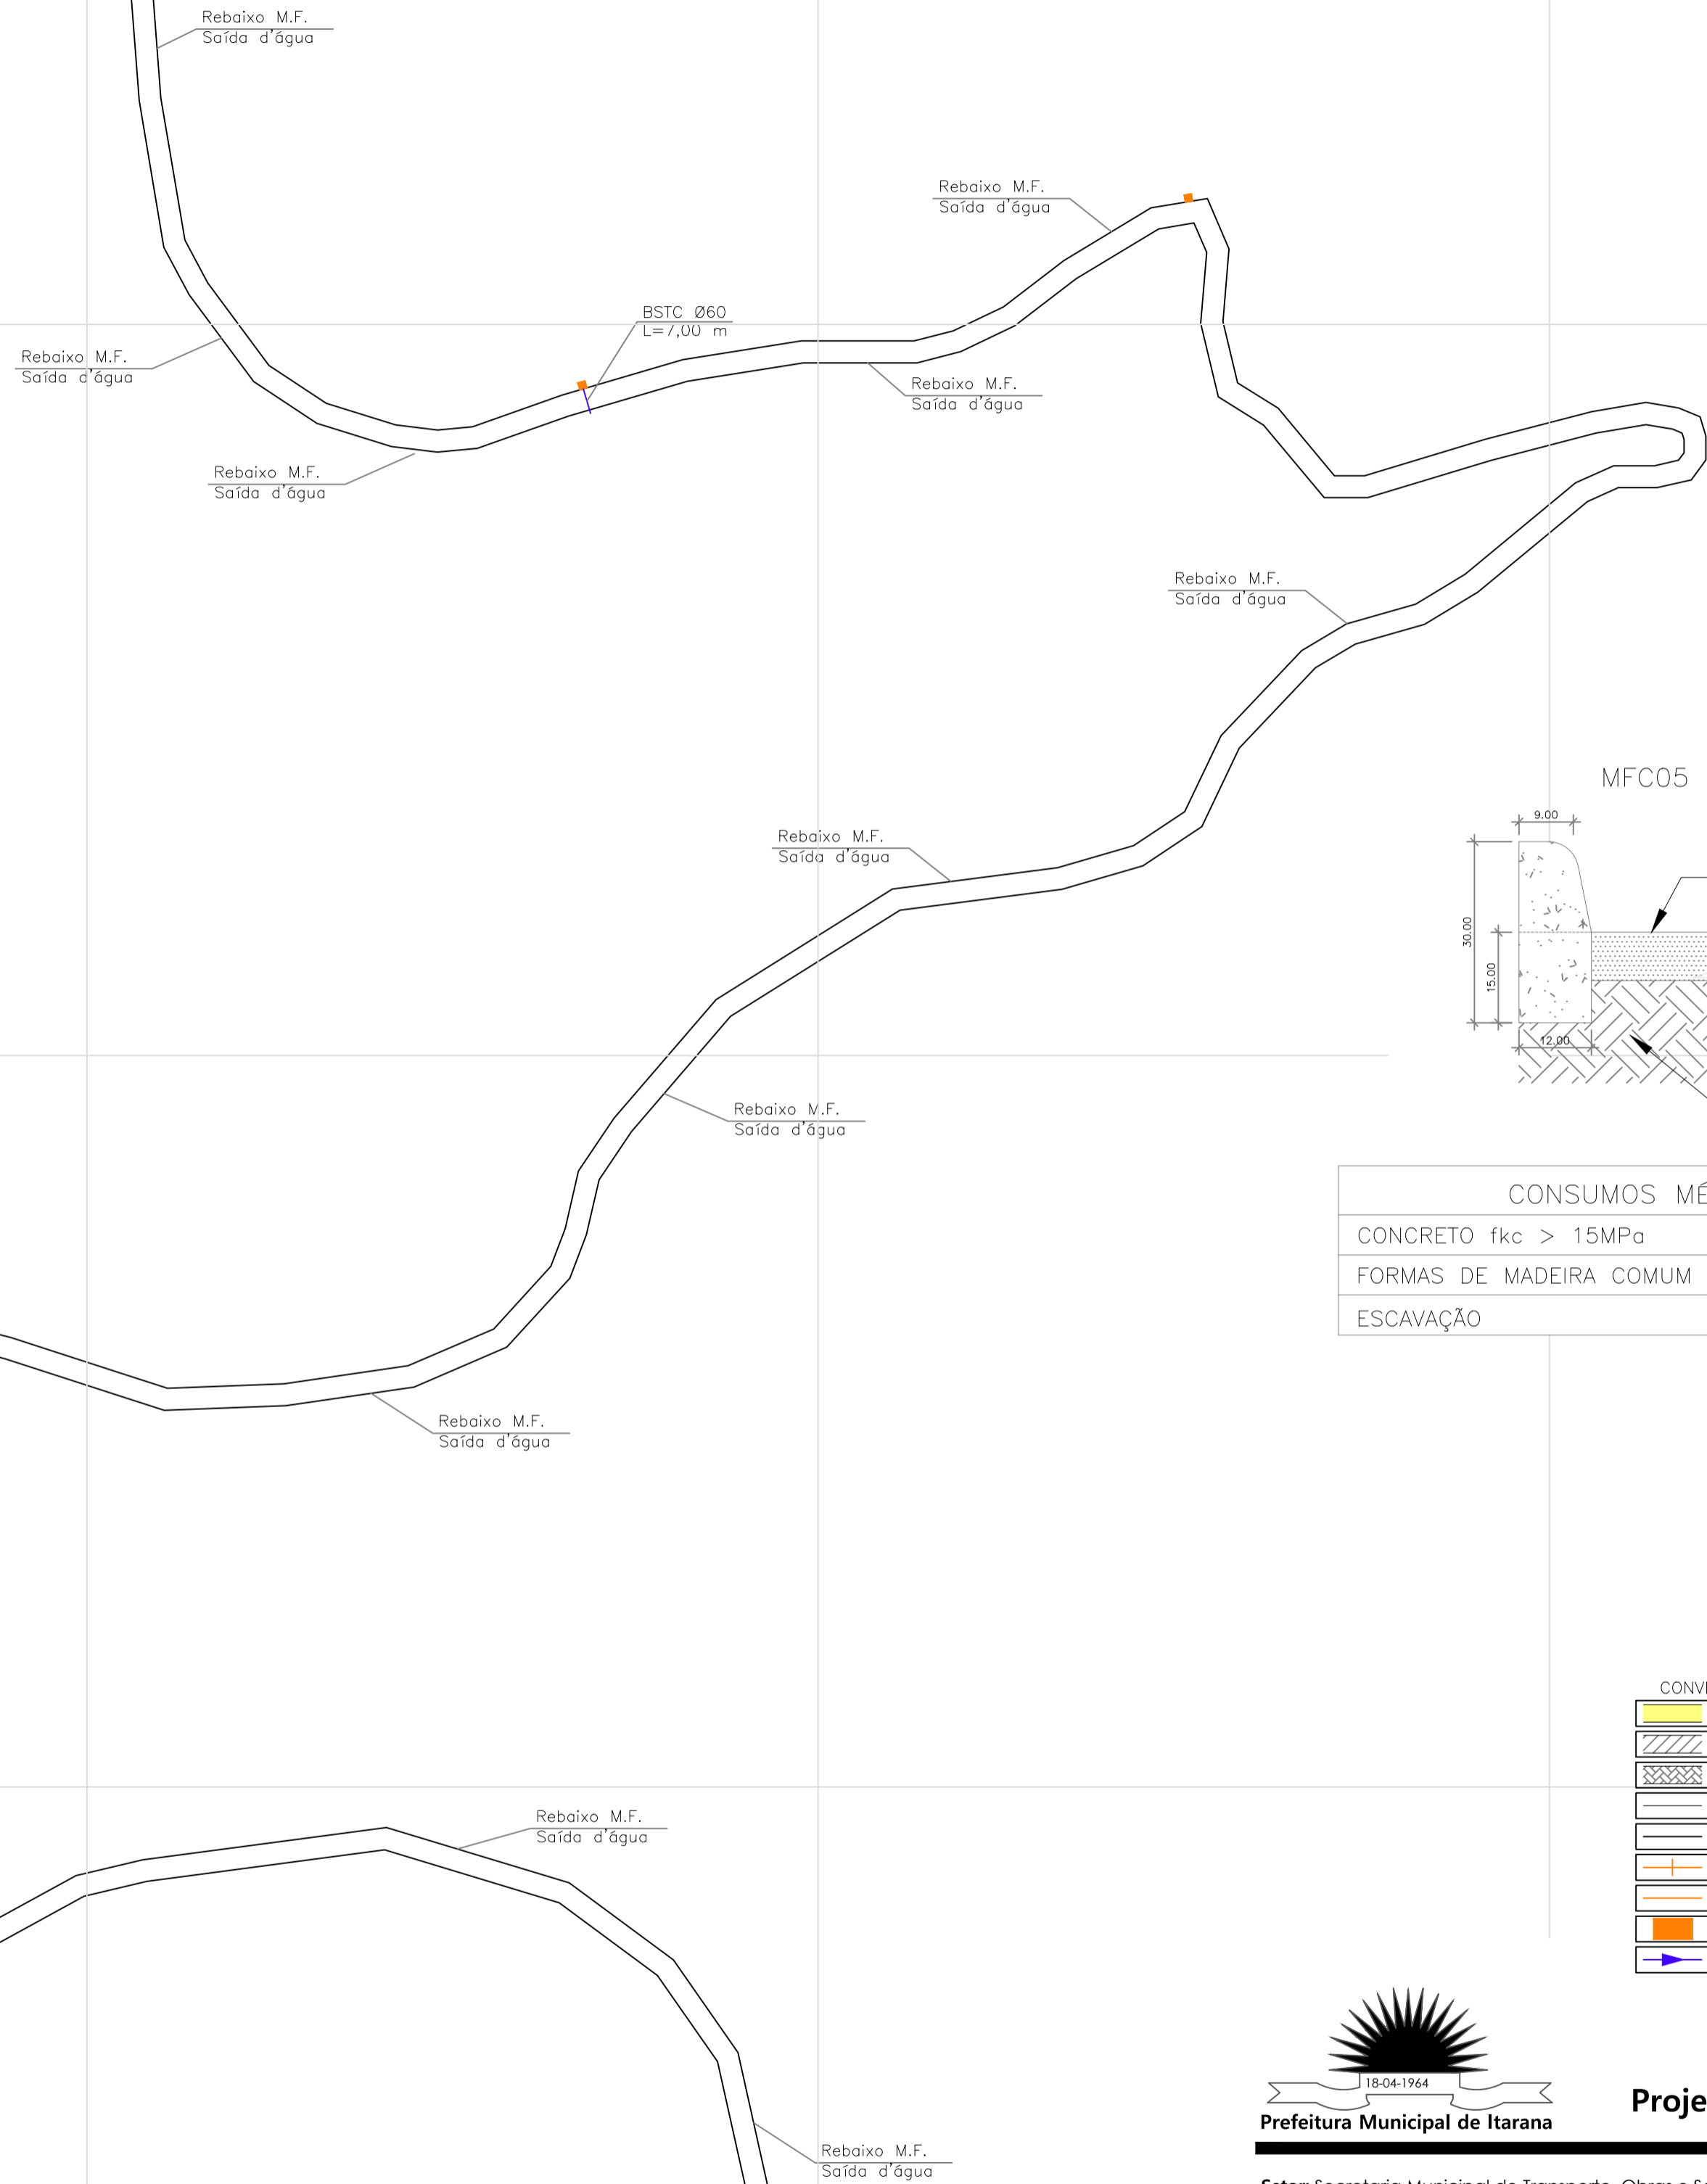 Rebaixo M.F.
Saída d'água
Rebaixo M.F.
Saída d'água
BSTC Ø60
L=7,00 m
Rebaixo M.F.
Saída d'água
Rebaixo M.F.
Saída d'água
Rebaixo M.F.
Saída d'água
Rebaixo M.F.
Saída d'água
MFC05
9.00
30.00
15.00
12.00
Rebaixo M.F.
Saída d'água
Rebaixo M.F.
Saída d'água
CONSUMOS MÉ
CONCRETO fkc > 15MPa
FORMAS DE MADEIRA COMUM
ESCAVAÇÃO
Rebaixo M.F.
Saída d'água
CONV
Rebaixo M.F.
Saída d'água
18-04-1964
Prefeitura Municipal de Itarana
Proje
Rebaixo M.F.
Saída d'água